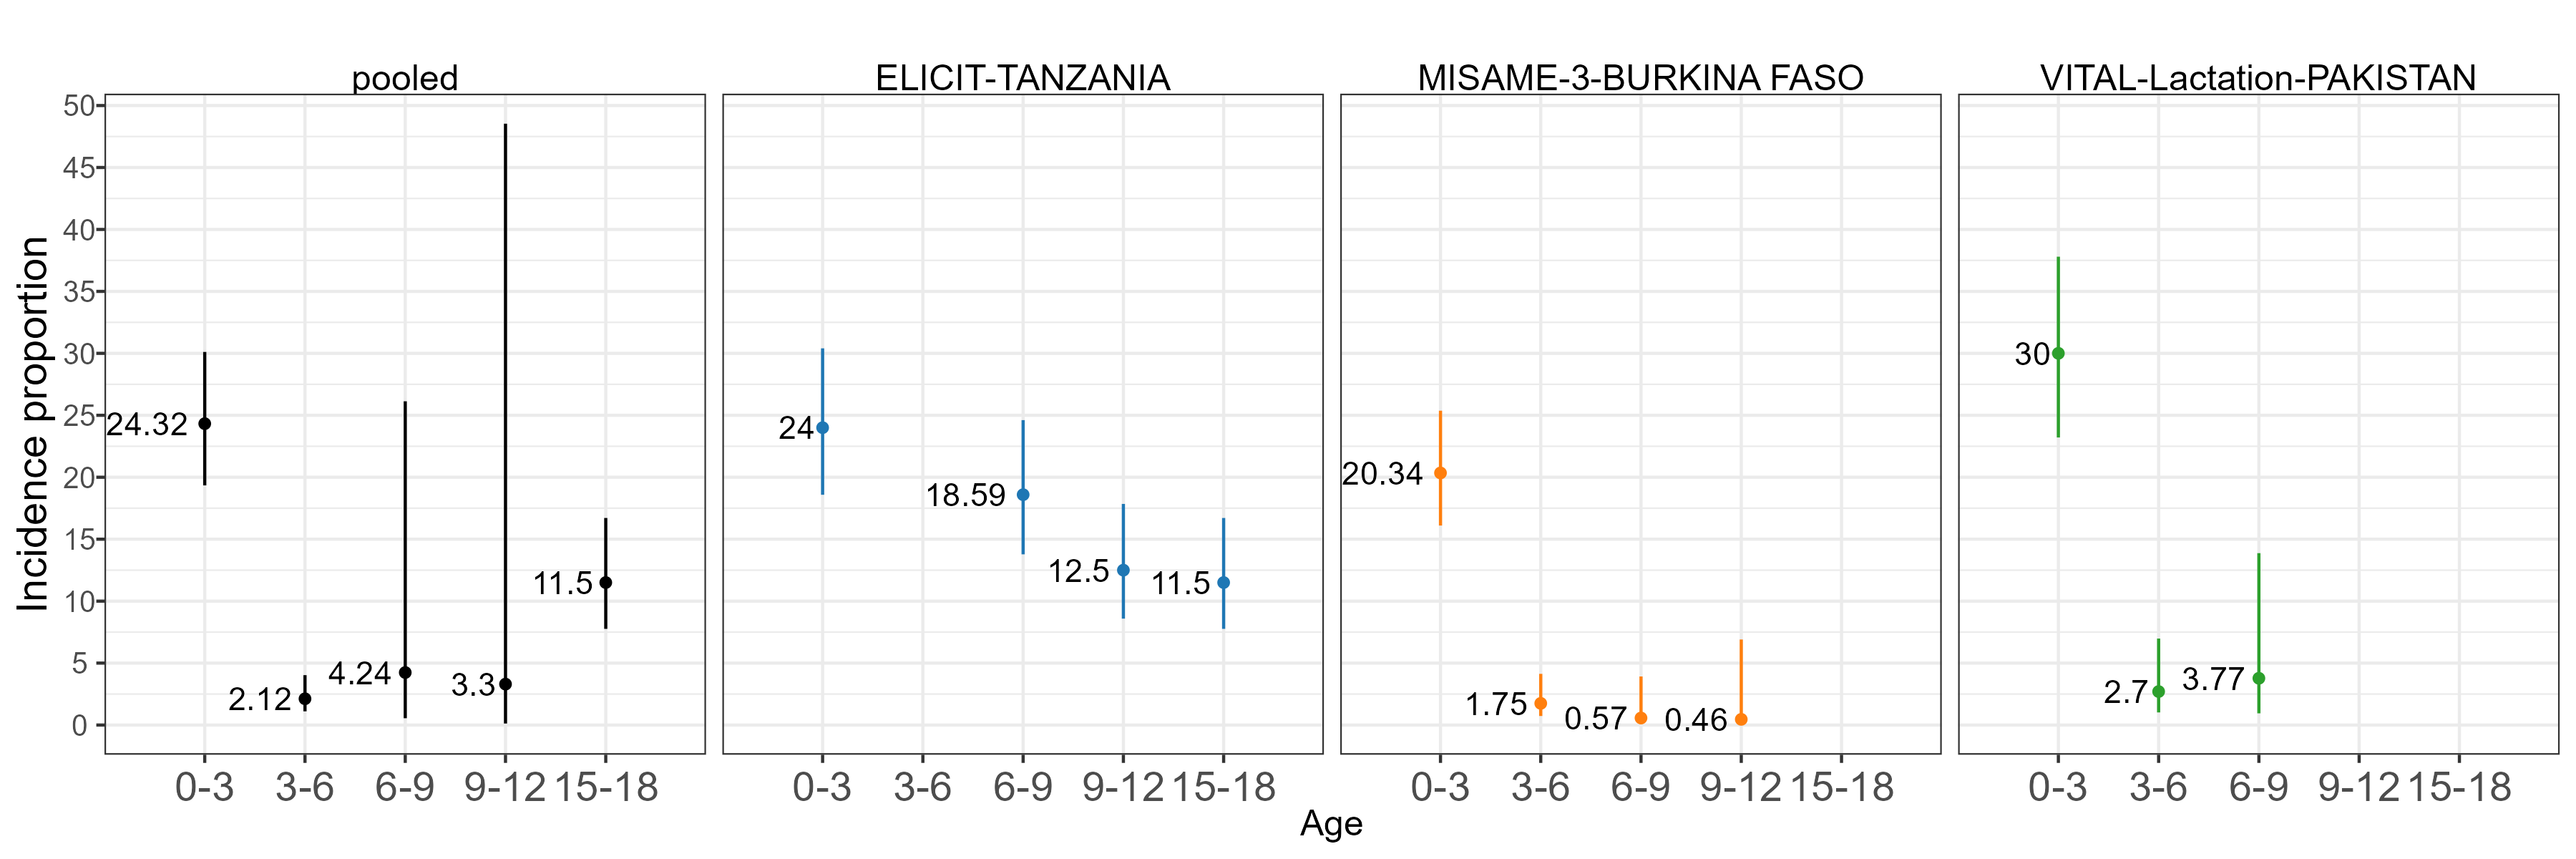 pooled
ELICIT-TANZANIA
MISAME-3-BURKINA FASO
VITAL-Lactation-PAKISTAN
Incidence proportion
50
45
40
35
30
25
20
15
10
5
0
24.32
2.12
4.24
3.3
11.5
24
18.59
12.5
11.5
20.34
1.75
0.57
0.46
30
2.7
3.77
0-3 3-6 6-9 9-12 15-18
0-3 3-6 6-9 9-12 15-18
0-3 3-6 6-9 9-12 15-18
0-3 3-6 6-9 9-12 15-18
Age